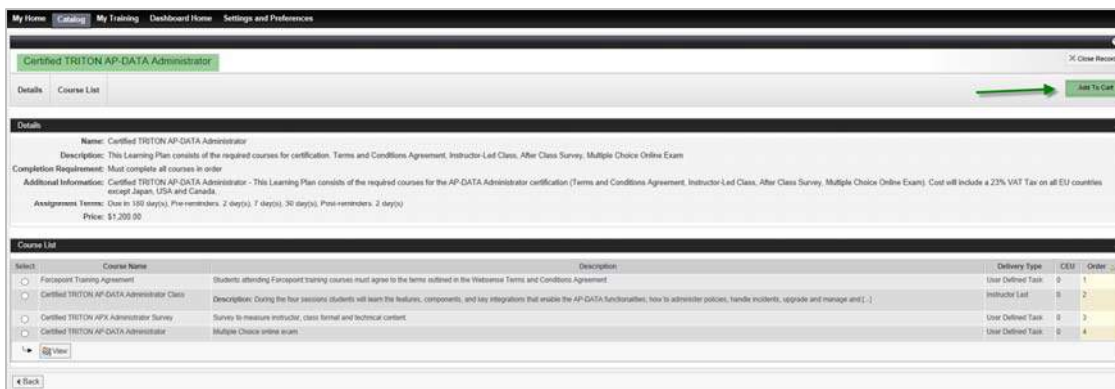 My Home Catalog My Training Dashboard Home Settings and Preferences
Certified TRITON AP-DATA Administrator
X Close Record
Details Course List
Add To Cart
Details
Name: Certified TRITON AP-DATA Administrator
Description: This Learning Plan consists of the required courses for certification. Terms and Conditions Agreement, Instructor-Led Class, After Class Survey, Multiple Choice Online Exam
Completion Requirement: Must complete all courses in order
Additonal Information: Certified TRITON AP-DATA Administrator - This Learning Plan consists of the required courses for the AP-DATA Administrator certification (Terms and Conditions Agreement, Instructor-Led Class, After Class Survey, Multiple Choice Online Exam). Cost will include a 23% VAT Tax on all EU countries
except Japan, USA and Canada.
Assignment Terms: Due in 180 day(s), Pre-reminders: 2 day(s), 7 day(s), 30 day(s), Post-reminders: 2 day(s)
Price: $1,200.00
Course List
Select Course Name Description Delivery Type CEU Order
Forcepoint Training Agreement Students attending Forcepoint training courses must agree to the terms outlined in the Websense Terms and Conditions Agreement User Defined Task 0 1
Certified TRITON AP-DATA Administrator Class Description: During the four sessions students will learn the features, components, and key integrations that enable the AP-DATA functionalities, how to administer policies, handle incidents, upgrade and manage and [...] Instructor Led 0 2
Certified TRITON APX Administrator Survey Survey to measure instructor, class format and technical content. User Defined Task 0 3
Certified TRITON AP-DATA Administrator Multiple Choice online exam User Defined Task 0 4
View
Back